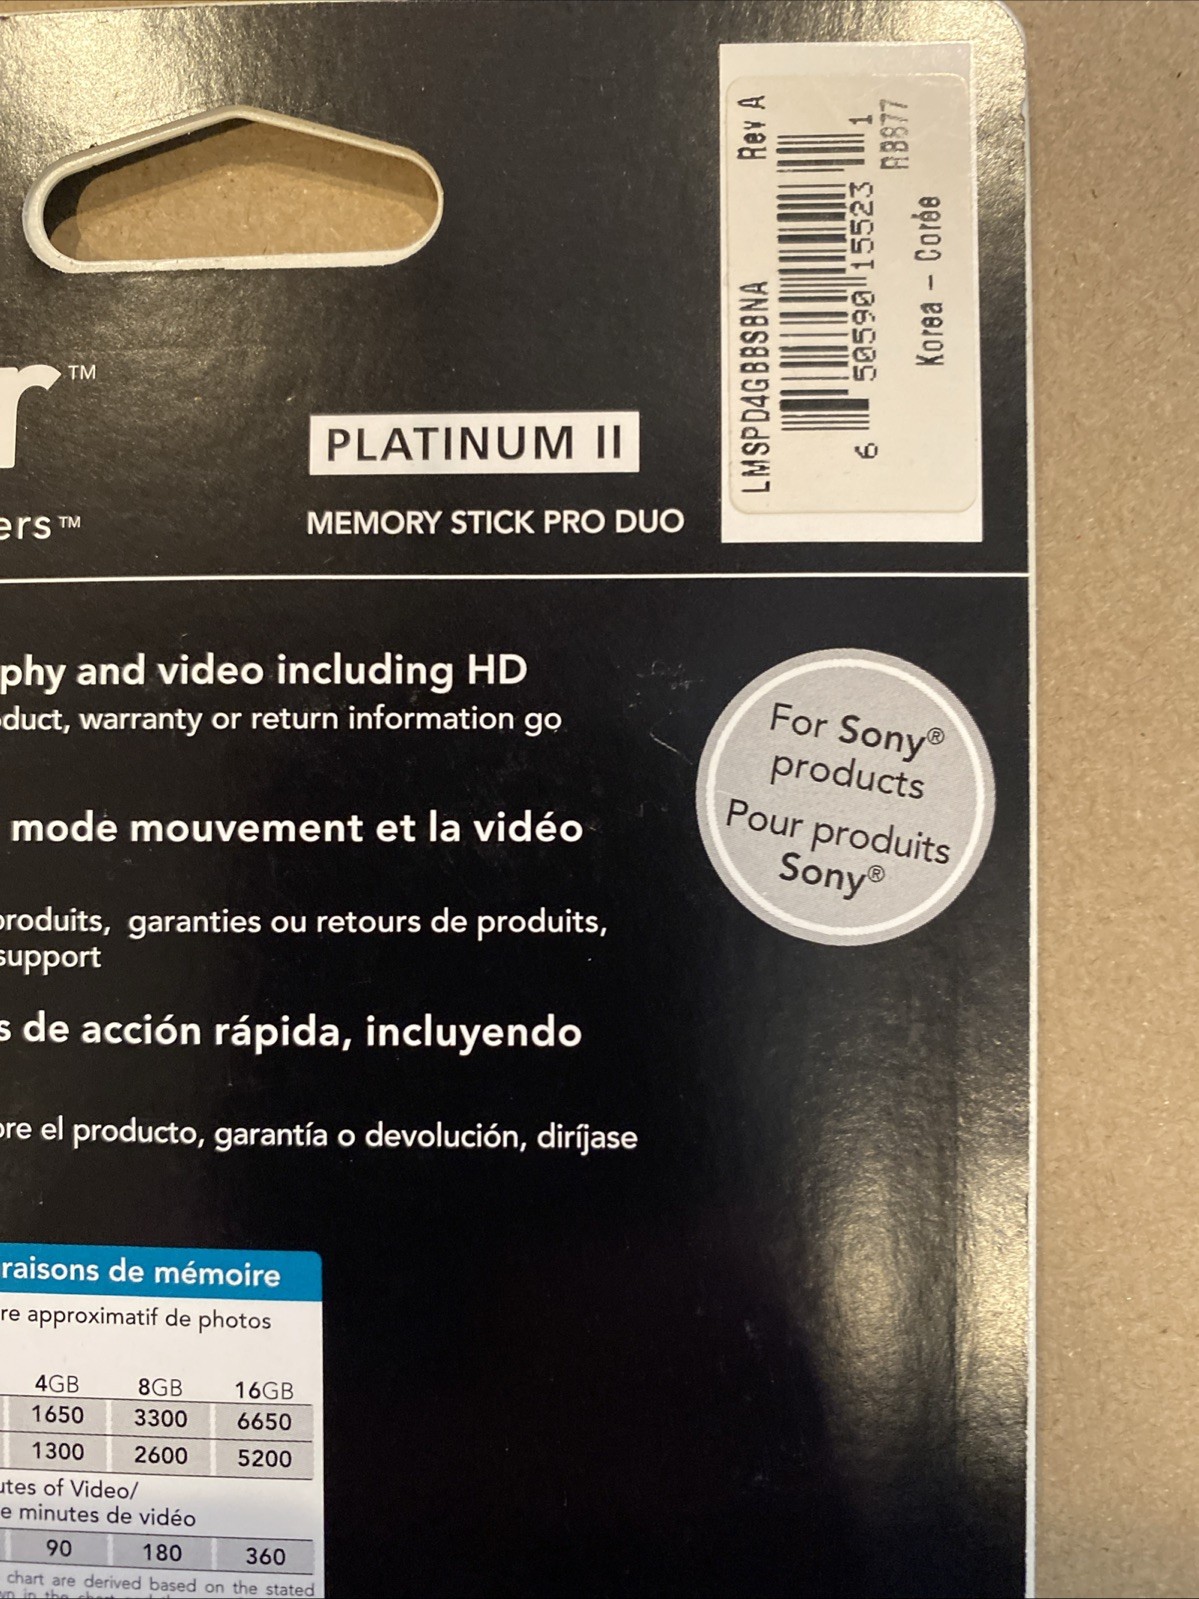 LMSPD4GBBSBNA Rev A
6 50590 15523 1
RB877
Korea - Corée
r™
ers™
PLATINUM II
MEMORY STICK PRO DUO
phy and video including HD
duct, warranty or return information go
mode mouvement et la vidéo
produits, garanties ou retours de produits,
support
s de acción rápida, incluyendo
bre el producto, garantía o devolución, diríjase
For Sony®
products
Pour produits
Sony®
raisons de mémoire
re approximatif de photos
4GB 8GB 16GB
1650 3300 6650
1300 2600 5200
utes of Video/
e minutes de vidéo
90 180 360
chart are derived based on the stated